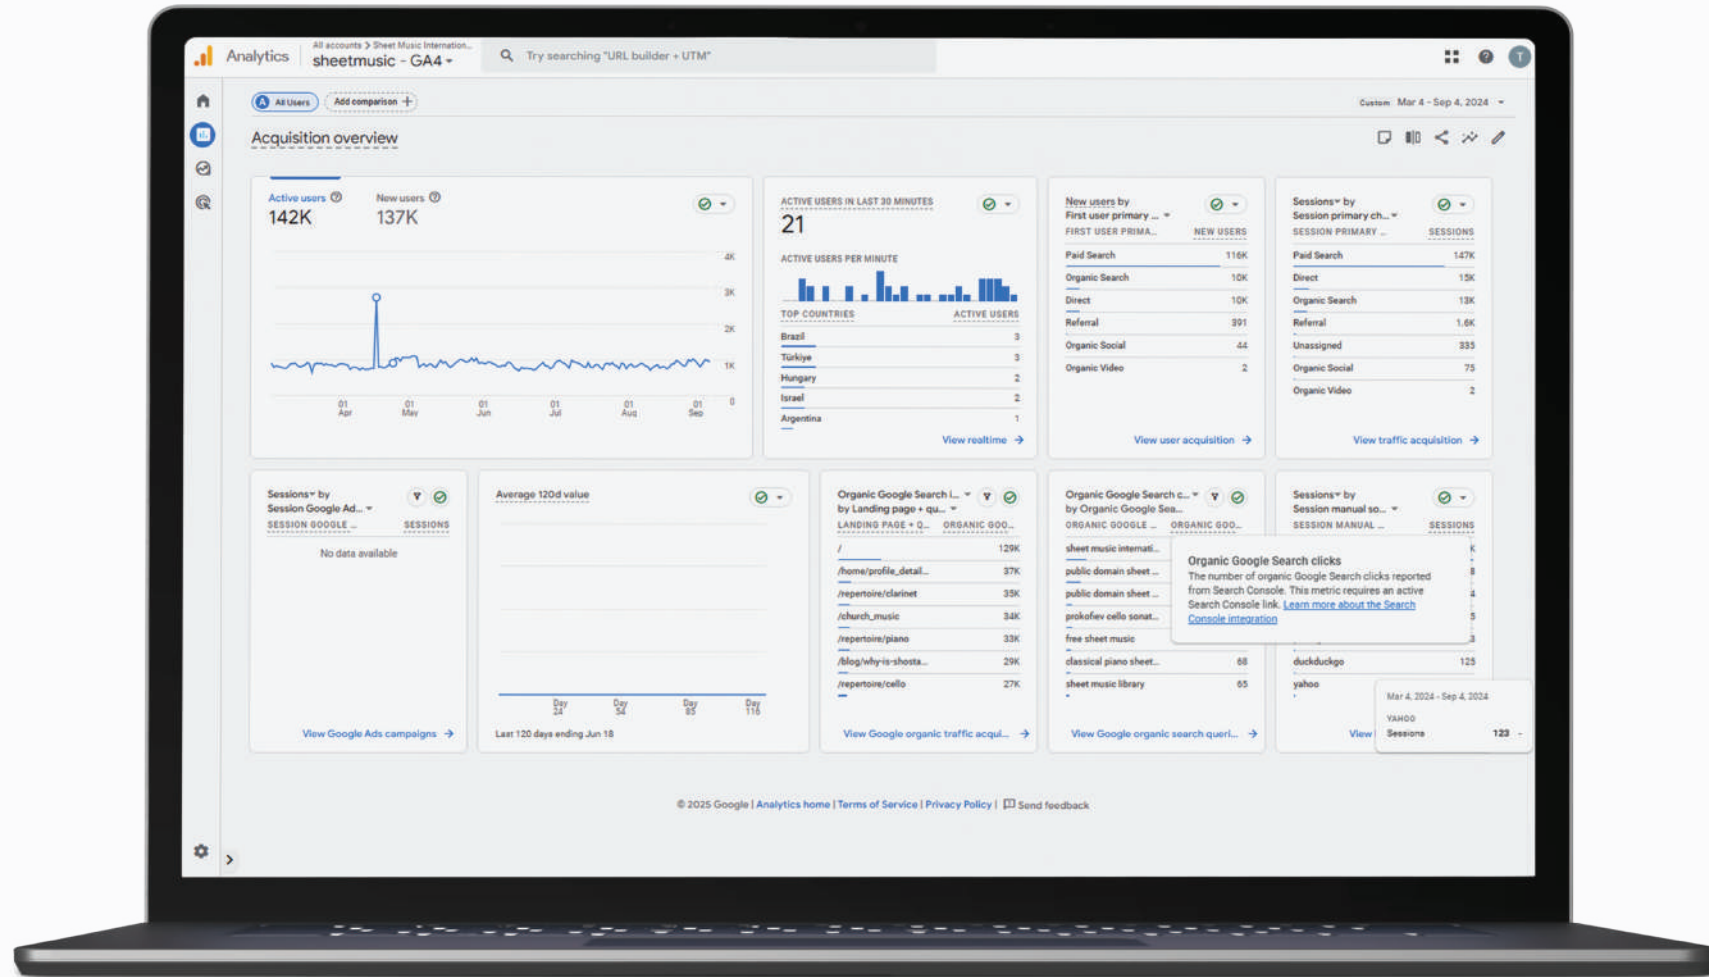 Analytics
All accounts > Sheet Music Internation...
sheetmusic - GA4
Try searching "URL builder + UTM"
T
A All Users
Add comparison +
Custom Mar 4 - Sep 4, 2024
Acquisition overview
Active users
142K
New users
137K
4K
3K
2K
1K
0
01 Apr
01 May
01 Jun
01 Jul
01 Aug
01 Sep
ACTIVE USERS IN LAST 30 MINUTES
21
ACTIVE USERS PER MINUTE
TOP COUNTRIES ACTIVE USERS
Brazil 3
Türkiye 3
Hungary 2
Israel 2
Argentina 1
View realtime →
New users by
First user primary ...
FIRST USER PRIMA... NEW USERS
Paid Search 116K
Organic Search 10K
Direct 10K
Referral 391
Organic Social 44
Organic Video 2
View user acquisition →
Sessions by
Session primary ch...
SESSION PRIMARY ... SESSIONS
Paid Search 147K
Direct 15K
Organic Search 13K
Referral 1.6K
Unassigned 335
Organic Social 75
Organic Video 2
View traffic acquisition →
Sessions by
Session Google Ad...
SESSION GOOGLE ... SESSIONS
No data available
View Google Ads campaigns →
Average 120d value
Day 24
Day 54
Day 85
Day 116
Last 120 days ending Jun 18
Organic Google Search i...
by Landing page + qu...
LANDING PAGE + Q... ORGANIC GOO...
/ 129K
/home/profile_detail... 37K
/repertoire/clarinet 35K
/church_music 34K
/repertoire/piano 33K
/blog/why-is-shosta... 29K
/repertoire/cello 27K
View Google organic traffic acqui... →
Organic Google Search c...
by Organic Google Sea...
ORGANIC GOOGLE ... ORGANIC GOO...
sheet music internati...
public domain sheet ...
public domain sheet ...
prokofiev cello sonat...
free sheet music
classical piano sheet... 68
sheet music library 65
View Google organic search queri... →
Organic Google Search clicks
The number of organic Google Search clicks reported
from Search Console. This metric requires an active
Search Console link. Learn more about the Search
Console integration
Sessions by
Session manual so...
SESSION MANUAL ... SESSIONS
K
8
4
5
3
duckduckgo 125
yahoo
View
Mar 4, 2024 - Sep 4, 2024
YAHOO
Sessions 123 -
© 2025 Google | Analytics home | Terms of Service | Privacy Policy | Send feedback